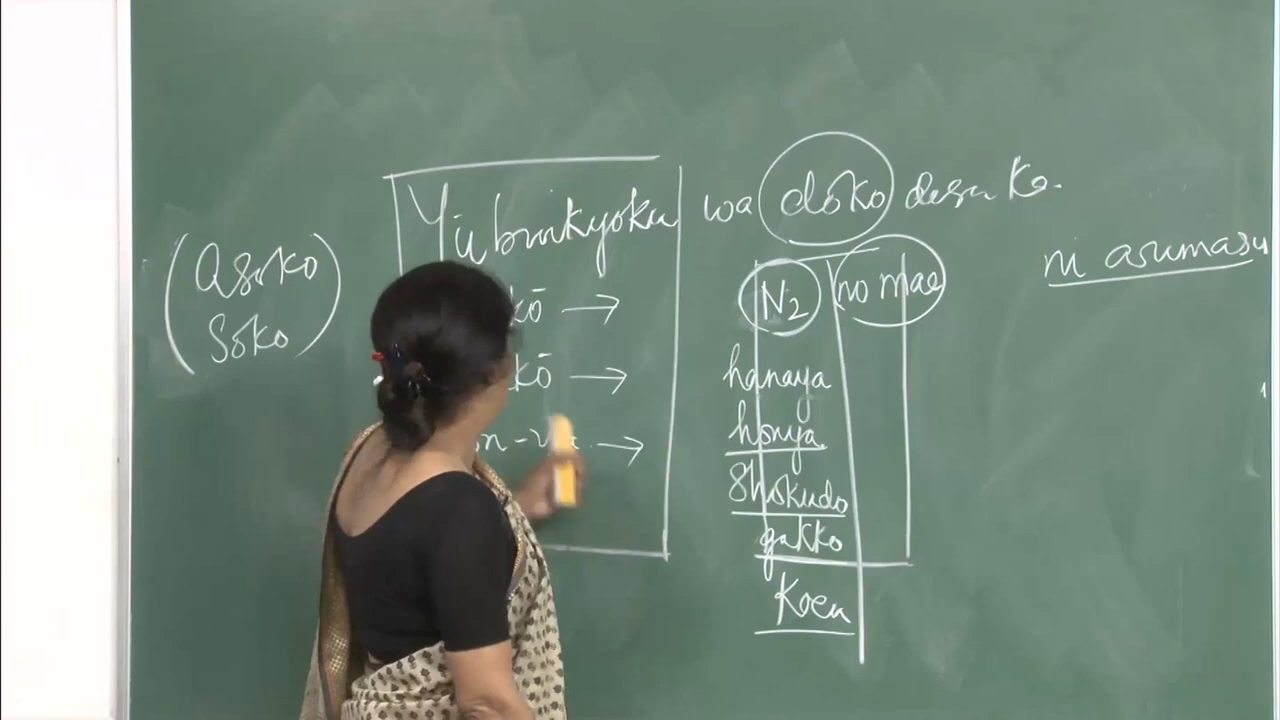 Yūbinkyoku wa doko desu ka.
(Asoko
Soko)
kō →
kō →
→
N2 no mae
hanaya
honya
Shokudo
gakko
Koen
ni arimasu